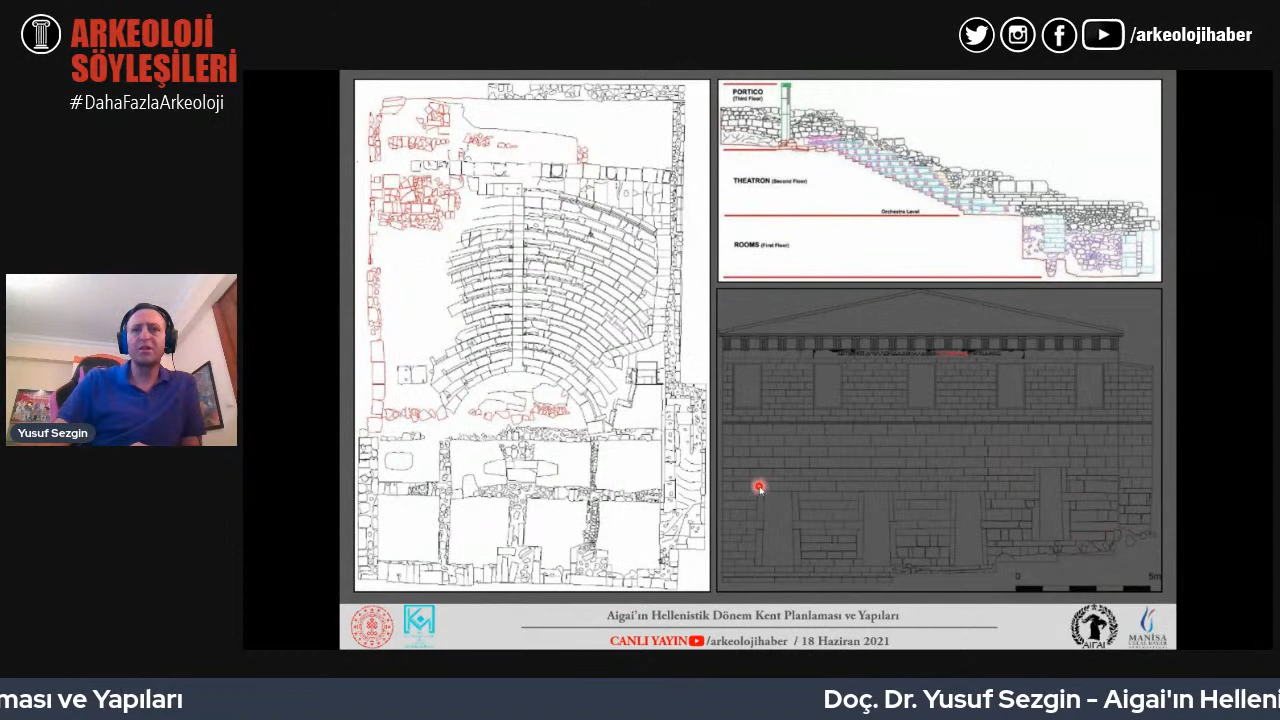 ARKEOLOJİ
SÖYLEŞİLERİ
#DahaFazlaArkeoloji
/arkeolojihaber
PORTICO
(Third Floor)
THEATRON (Second Floor)
Orchestra Level
ROOMS (First Floor)
0 5m
Yusuf Sezgin
Aigai'ın Hellenistik Dönem Kent Planlaması ve Yapıları
CANLI YAYIN /arkeolojihaber / 18 Haziran 2021
AİGAİ
MANİSA
ması ve Yapıları
Doç. Dr. Yusuf Sezgin - Aigai'ın Helleni